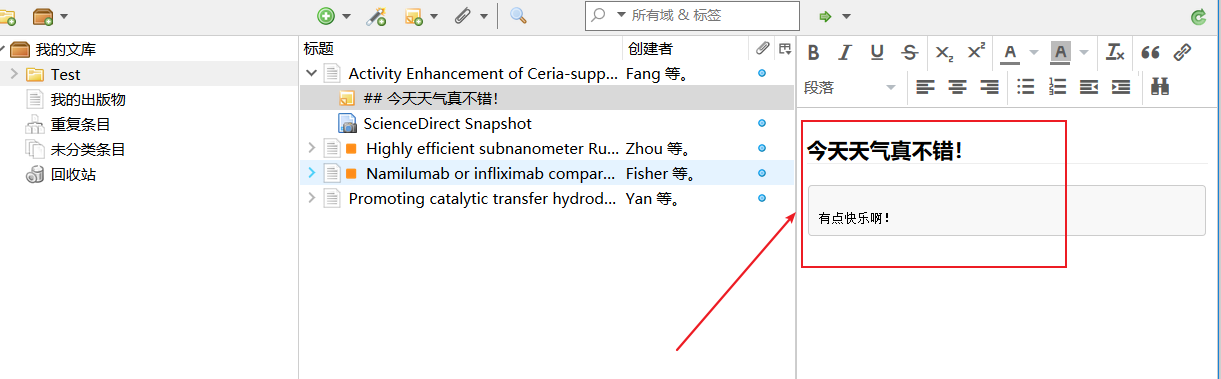 所有域 & 标签
我的文库
Test
我的出版物
重复条目
未分类条目
回收站
标题 创建者
Activity Enhancement of Ceria-supp... Fang 等。
## 今天天气真不错！
ScienceDirect Snapshot
Highly efficient subnanometer Ru... Zhou 等。
Namilumab or infliximab compar... Fisher 等。
Promoting catalytic transfer hydrod... Yan 等。
B I U S X₂ X² A A Tx
段落
今天天气真不错！
有点快乐啊！